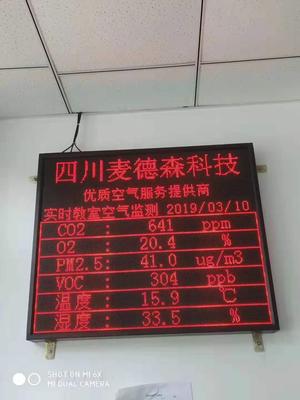 四川麦德森科技
优质空气服务提供商
实时教室空气监测 2019/03/10
CO2 : 641 ppm
O2 : 20.4 %
PM2.5: 41.0 ug/m3
VOC : 304 ppb
温度: 15.9 ℃
湿度: 33.5 %
SHOT ON MI 6X
MI DUAL CAMERA